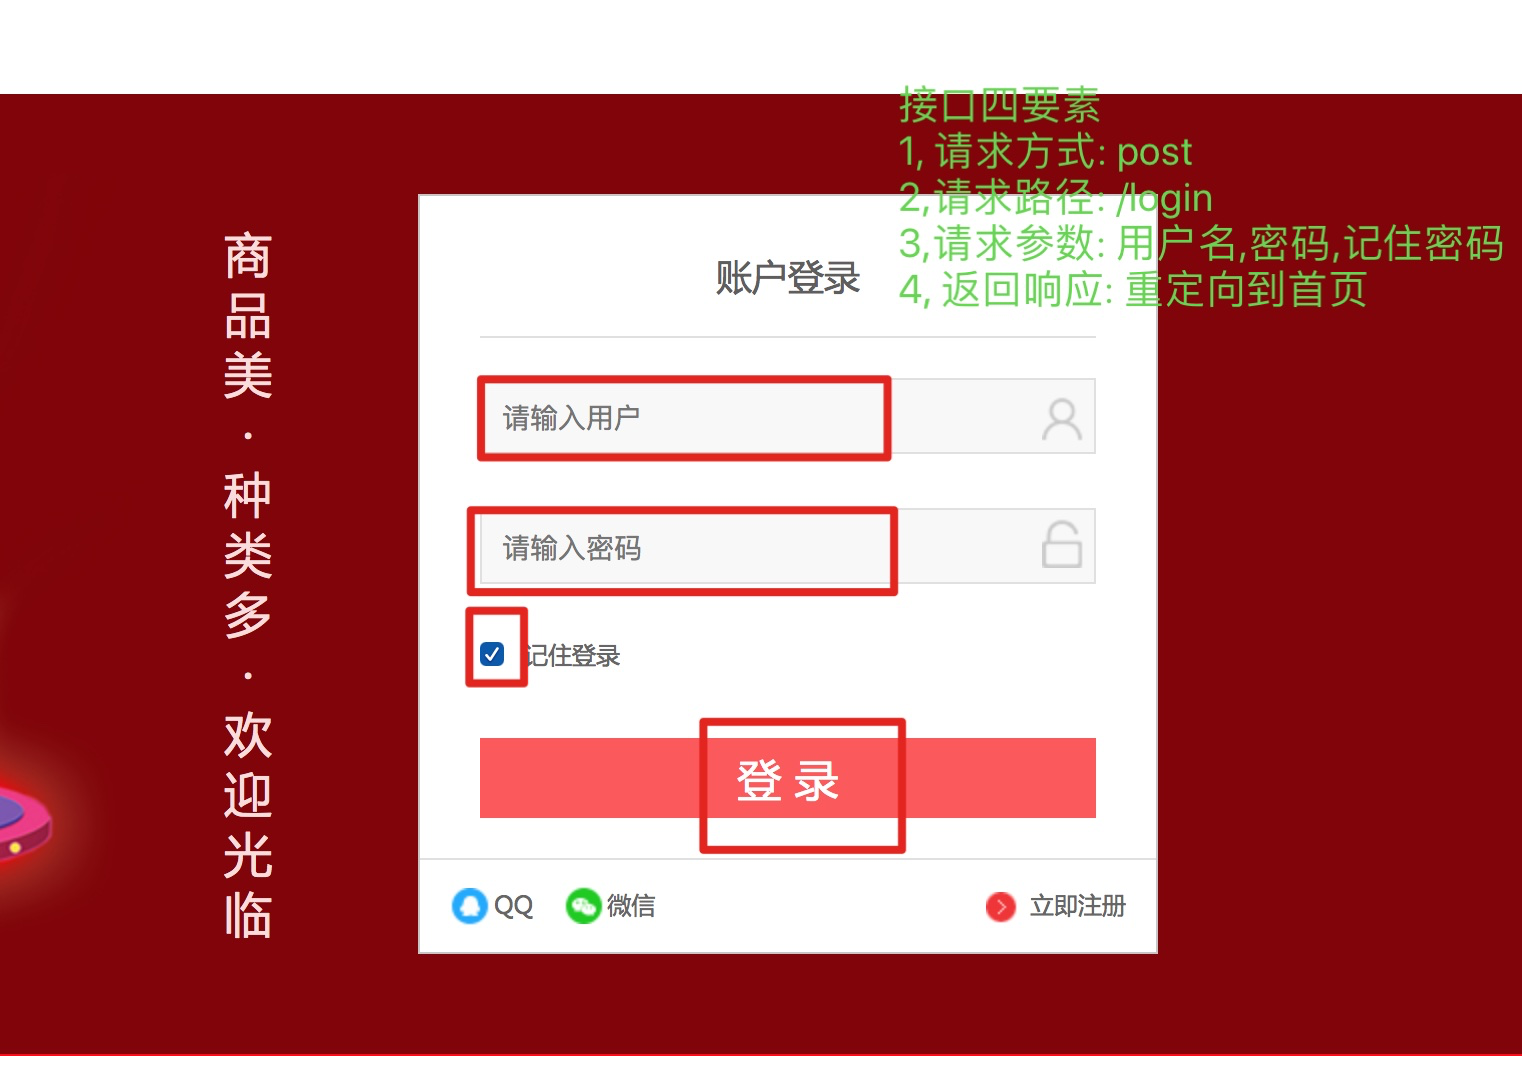 接口四要素
1, 请求方式: post
2,请求路径: /login
3,请求参数: 用户名,密码,记住密码
4, 返回响应: 重定向到首页
商品美·种类多·欢迎光临
账户登录
请输入用户
请输入密码
记住登录
登 录
QQ 微信 立即注册